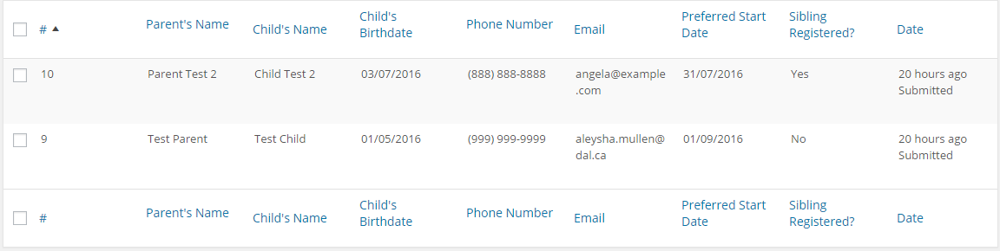 # Parent's Name Child's Name Child's Birthdate Phone Number Email Preferred Start Date Sibling Registered? Date
10 Parent Test 2 Child Test 2 03/07/2016 (888) 888-8888 angela@example.com 31/07/2016 Yes 20 hours ago Submitted
9 Test Parent Test Child 01/05/2016 (999) 999-9999 aleysha.mullen@dal.ca 01/09/2016 No 20 hours ago Submitted
# Parent's Name Child's Name Child's Birthdate Phone Number Email Preferred Start Date Sibling Registered? Date